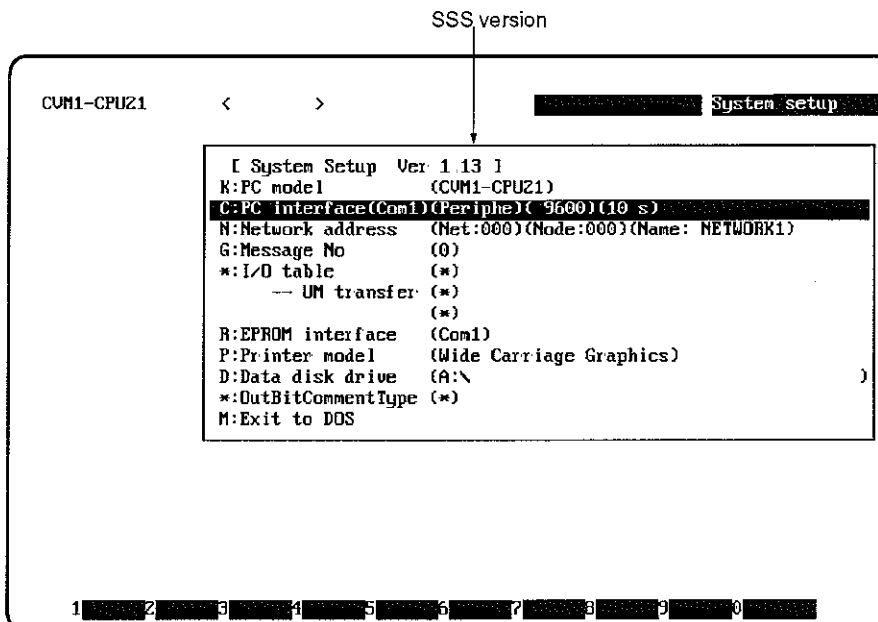 SSS version
CVM1-CPU21 < > System setup
[ System Setup Ver 1.13 ]
K:PC model (CVM1-CPU21)
C:PC interface(Com1)(Periphe)( 9600)(10 s)
N:Network address (Net:000)(Node:000)(Name: NETWORK1)
G:Message No (0)
*:I/O table (*)
-- UM transfer (*)
(*)
R:EPROM interface (Com1)
P:Printer model (Wide Carriage Graphics)
D:Data disk drive (A:\ )
*:OutBitCommentType (*)
M:Exit to DOS
1 2 3 4 5 6 7 8 9 0